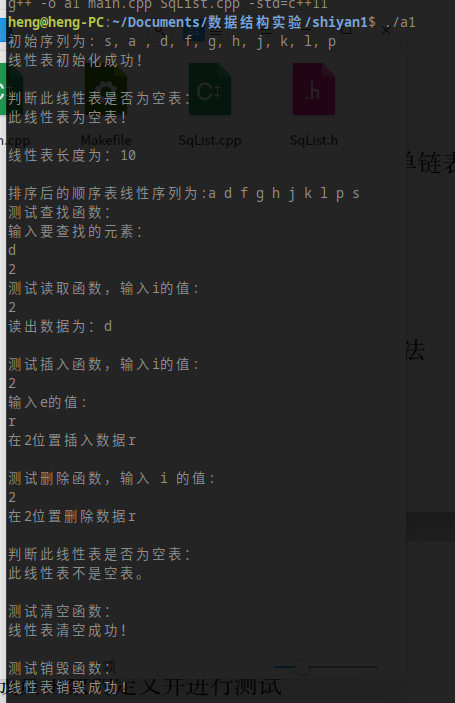 g++ -o a1 main.cpp SqList.cpp -std=c++11
heng@heng-PC:~/Documents/数据结构实验/shiyan1$ ./a1
初始序列为: s, a , d, f, g, h, j, k, l, p
线性表初始化成功!
判断此线性表是否为空表:
此线性表为空表!
n.cpp Makefile SqList.cpp SqList.h
线性表长度为: 10
单链表
排序后的顺序表线性序列为:a d f g h j k l p s
测试查找函数:
输入要查找的元素:
d
2
测试读取函数, 输入i的值:
2
读出数据为: d
法
测试插入函数, 输入i的值:
2
输入e的值:
r
在2位置插入数据r
测试删除函数, 输入 i 的值:
2
在2位置删除数据r
判断此线性表是否为空表:
此线性表不是空表。
测试清空函数:
线性表清空成功!
测试销毁函数:
线性表销毁成功!
义并进行测试